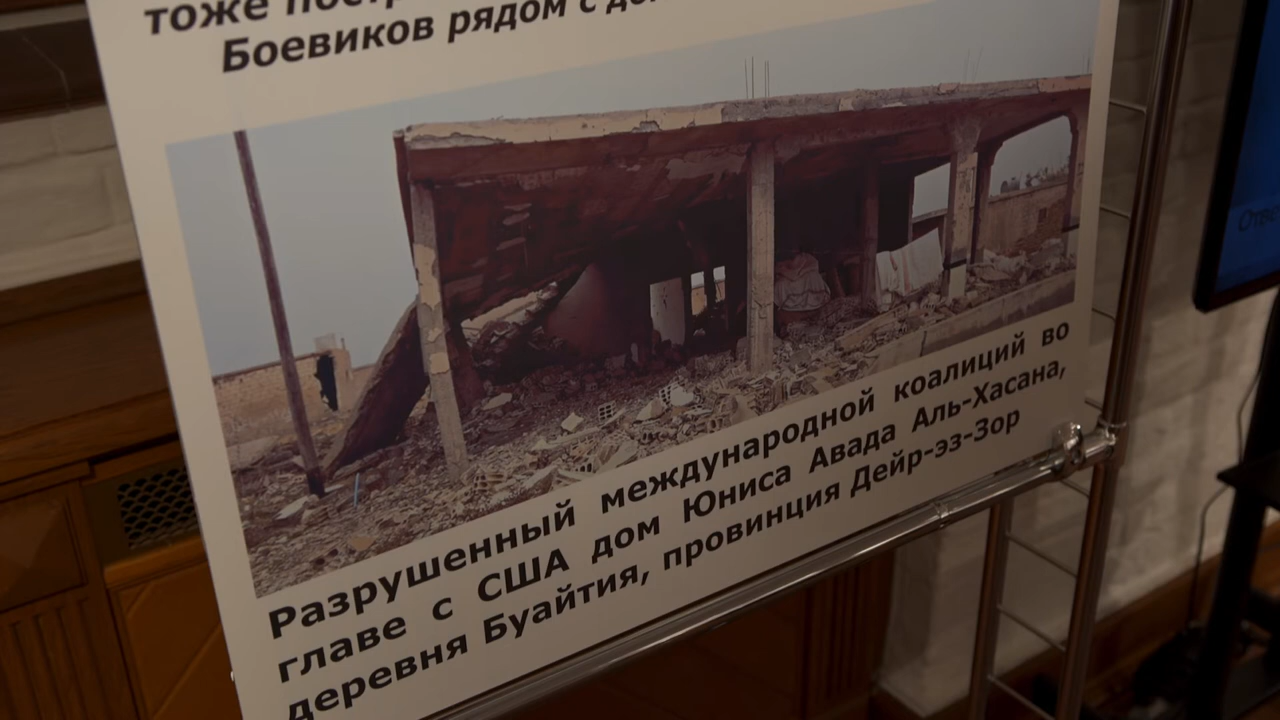 тоже
Боевиков рядом с
Разрушенный международной коалиций во
главе с США дом Юниса Авада Аль-Хасана,
деревня Буайтия, провинция Дейр-эз-Зор